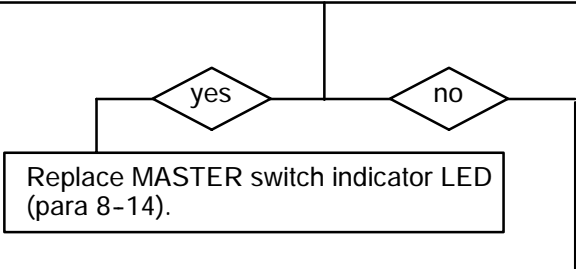 yes
no
Replace MASTER switch indicator LED
(para 8-14).